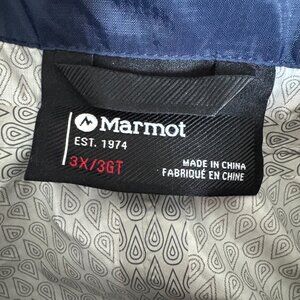 Marmot
EST. 1974
3X/3GT
MADE IN CHINA
FABRIQUÉ EN CHINE